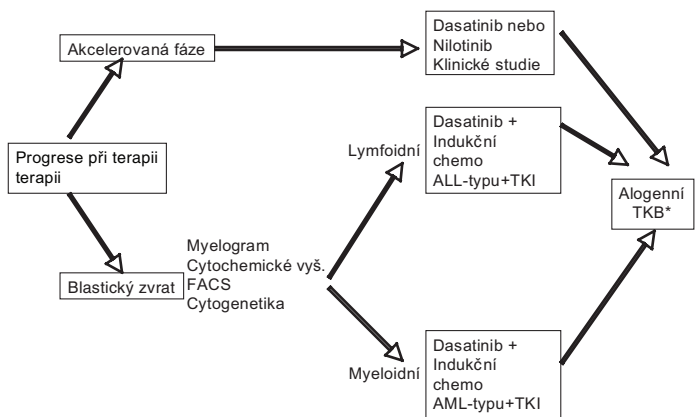 Akcelerovaná fáze
Dasatinib nebo
Nilotinib
Klinické studie
Progrese při terapii
terapii
Lymfoidní
Dasatinib +
Indukční
chemo
ALL-typu+TKI
Alogenní
TKB*
Blastický zvrat
Myelogram
Cytochemické vyš.
FACS
Cytogenetika
Myeloidní
Dasatinib +
Indukční
chemo
AML-typu+TKI